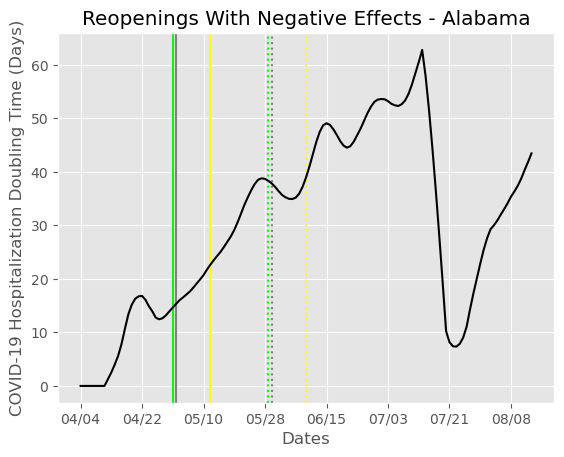 Reopenings With Negative Effects - Alabama
COVID-19 Hospitalization Doubling Time (Days)
60
50
40
30
20
10
0
04/04 04/22 05/10 05/28 06/15 07/03 07/21 08/08
Dates